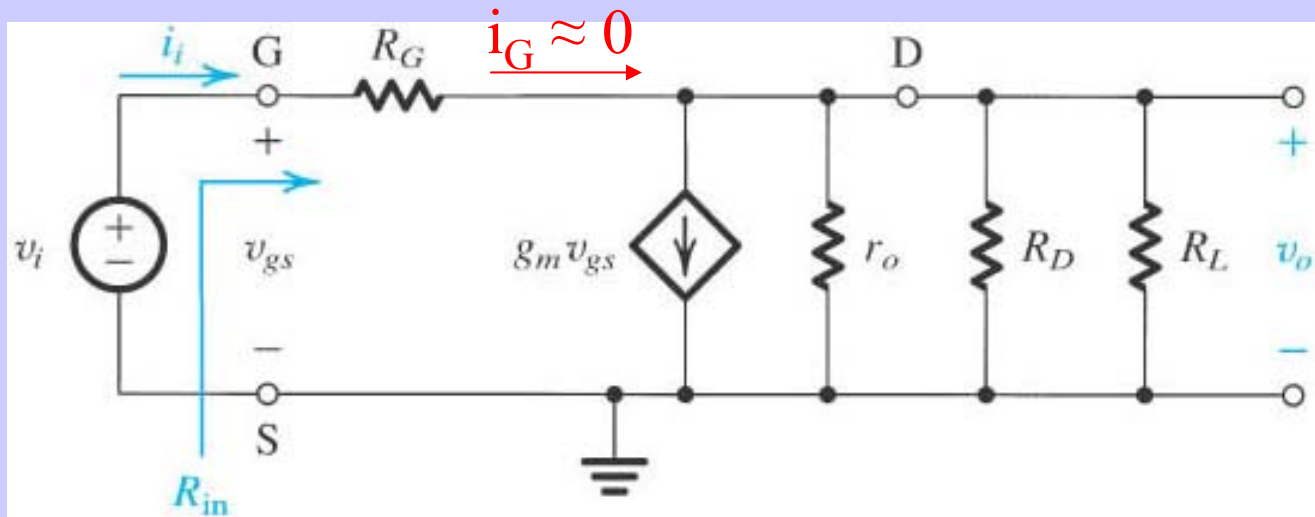 i_i G R_G i_G ≈ 0 D
+ +
v_i + − v_gs g_m v_gs r_o R_D R_L v_o
− −
S
R_in